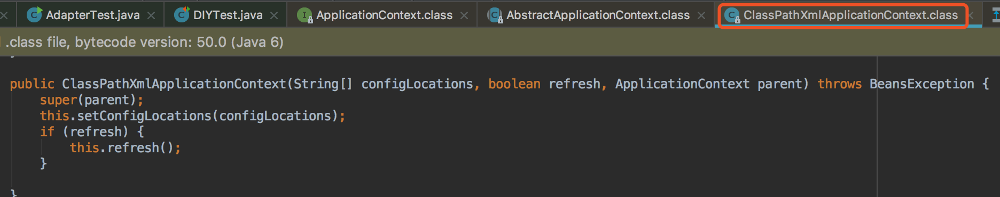 AdapterTest.java DIYTest.java ApplicationContext.class AbstractApplicationContext.class ClassPathXmlApplicationContext.class
.class file, bytecode version: 50.0 (Java 6)
}
public ClassPathXmlApplicationContext(String[] configLocations, boolean refresh, ApplicationContext parent) throws BeansException {
super(parent);
this.setConfigLocations(configLocations);
if (refresh) {
this.refresh();
}
}